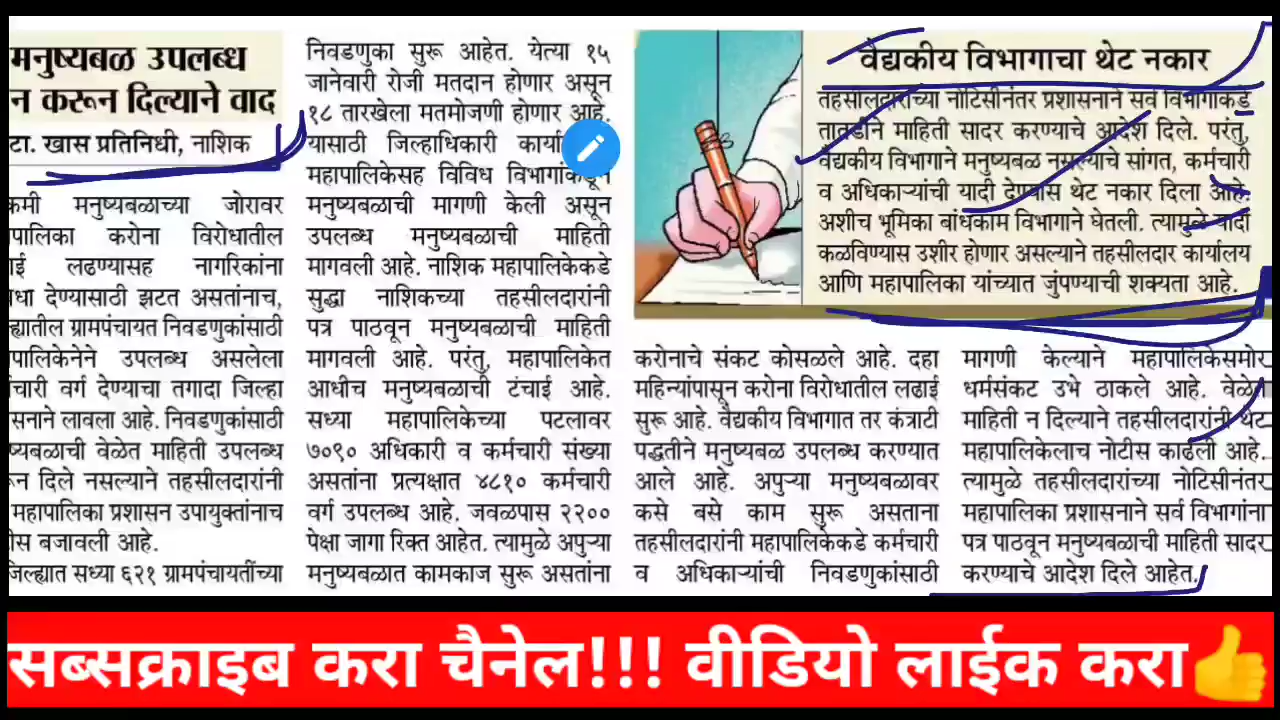 मनुष्यबळ उपलब्ध
न करून दिल्याने वाद
टा. खास प्रतिनिधी, नाशिक
कमी मनुष्यबळाच्या जोरावर
पालिका करोना विरोधातील
लढण्यासह नागरिकांना
देण्यासाठी झटत असतांनाच,
ग्रामपंचायत निवडणुकांसाठी
उपलब्ध असलेला
वर्ग देण्याचा तगादा जिल्हा
लावला आहे. निवडणुकांसाठी
वेळेत माहिती उपलब्ध
दिले नसल्याने तहसीलदारांनी
महापालिका प्रशासन उपायुक्तांनाच
बजावली आहे.
सध्या ६२१ ग्रामपंचायतींच्या
निवडणुका सुरू आहेत. येत्या १५
जानेवारी रोजी मतदान होणार असून
१८ तारखेला मतमोजणी होणार आहे.
यासाठी जिल्हाधिकारी
महापालिकेसह विविध विभागांकडून
मनुष्यबळाची मागणी केली असून
उपलब्ध मनुष्यबळाची माहिती
मागवली आहे. नाशिक महापालिकेकडे
सुद्धा नाशिकच्या तहसीलदारांनी
पत्र पाठवून मनुष्यबळाची माहिती
मागवली आहे. परंतु, महापालिकेत
आधीच मनुष्यबळाची टंचाई आहे.
सध्या महापालिकेच्या पटलावर
७०९० अधिकारी व कर्मचारी संख्या
असतांना प्रत्यक्षात ४८१० कर्मचारी
वर्ग उपलब्ध आहे. जवळपास २२००
पेक्षा जागा रिक्त आहेत. त्यामुळे अपुऱ्या
मनुष्यबळात कामकाज सुरू असतांना
वैद्यकीय विभागाचा थेट नकार
तहसीलदारांच्या नोटिसीनंतर प्रशासनाने सर्व विभागांकडे
तातडीने माहिती सादर करण्याचे आदेश दिले. परंतु,
वैद्यकीय विभागाने मनुष्यबळ नसल्याचे सांगत, कर्मचारी
व अधिकाऱ्यांची यादी देण्यास थेट नकार दिला आहे.
अशीच भूमिका बांधकाम विभागाने घेतली. त्यामुळे यादी
कळविण्यास उशीर होणार असल्याने तहसीलदार कार्यालय
आणि महापालिका यांच्यात जुंपण्याची शक्यता आहे.
करोनाचे संकट कोसळले आहे. दहा
महिन्यांपासून करोना विरोधातील लढाई
सुरू आहे. वैद्यकीय विभागात तर कंत्राटी
पद्धतीने मनुष्यबळ उपलब्ध करण्यात
आले आहे. अपुऱ्या मनुष्यबळावर
कसे बसे काम सुरू असताना
तहसीलदारांनी महापालिकेकडे कर्मचारी
व अधिकाऱ्यांची निवडणुकांसाठी
मागणी केल्याने महापालिकेसमोर
धर्मसंकट उभे ठाकले आहे. वेळेत
माहिती न दिल्याने तहसीलदारांनी थेट
महापालिकेलाच नोटीस काढली आहे.
त्यामुळे तहसीलदारांच्या नोटिसीनंतर
महापालिका प्रशासनाने सर्व विभागांना
पत्र पाठवून मनुष्यबळाची माहिती सादर
करण्याचे आदेश दिले आहेत.
सब्सक्राइब करा चैनेल!!! वीडियो लाईक करा👍